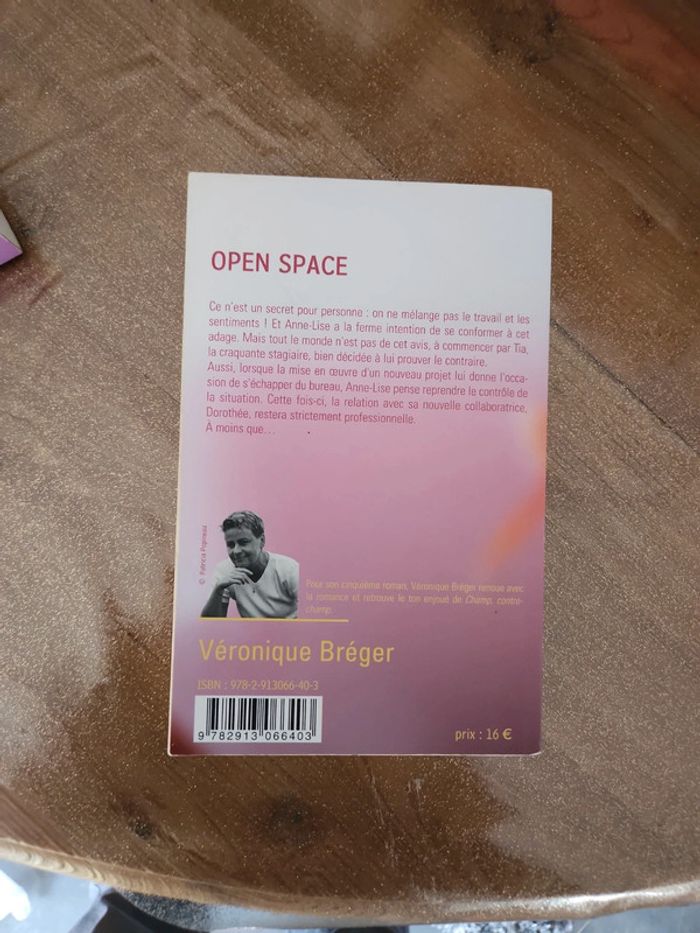 OPEN SPACE
Ce n'est un secret pour personne : on ne mélange pas le travail et les
sentiments ! Et Anne-Lise a la ferme intention de se conformer à cet
adage. Mais tout le monde n'est pas de cet avis, à commencer par Tia,
la craquante stagiaire, bien décidée à lui prouver le contraire.
Aussi, lorsque la mise en œuvre d'un nouveau projet lui donne l'occa-
sion de s'échapper du bureau, Anne-Lise pense reprendre le contrôle de
la situation. Cette fois-ci, la relation avec sa nouvelle collaboratrice,
Dorothée, restera strictement professionnelle.
À moins que...
© Patricia Popineau
Pour son cinquième roman, Véronique Bréger renoue avec
la romance et retrouve le ton enjoué de Champ, contre-
champ.
Véronique Bréger
ISBN : 978-2-913066-40-3
9 782913 066403
prix : 16 €